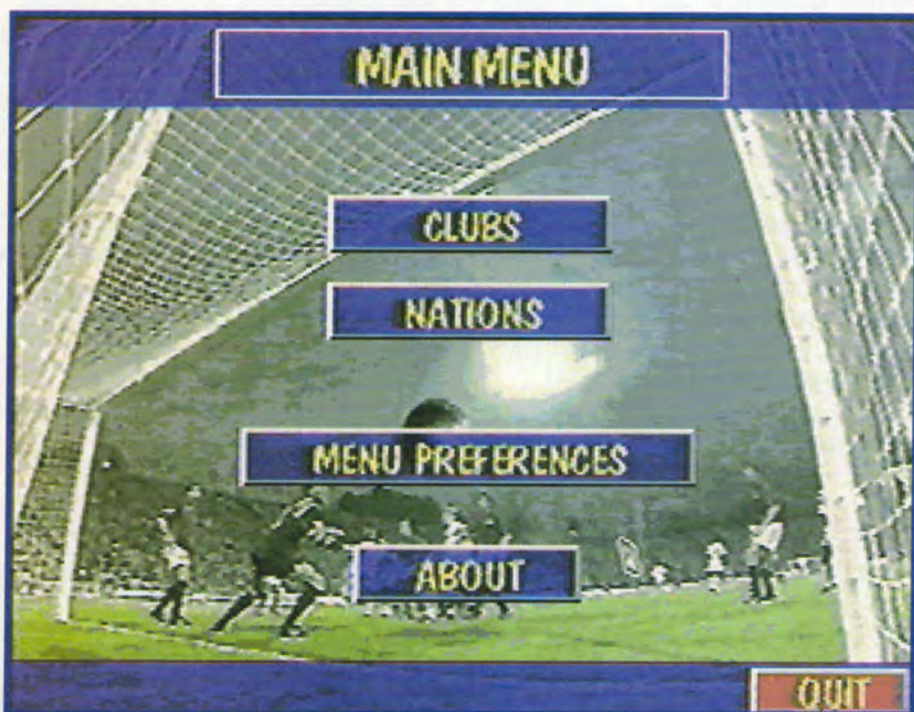 MAIN MENU
CLUBS
NATIONS
MENU PREFERENCES
ABOUT
QUIT